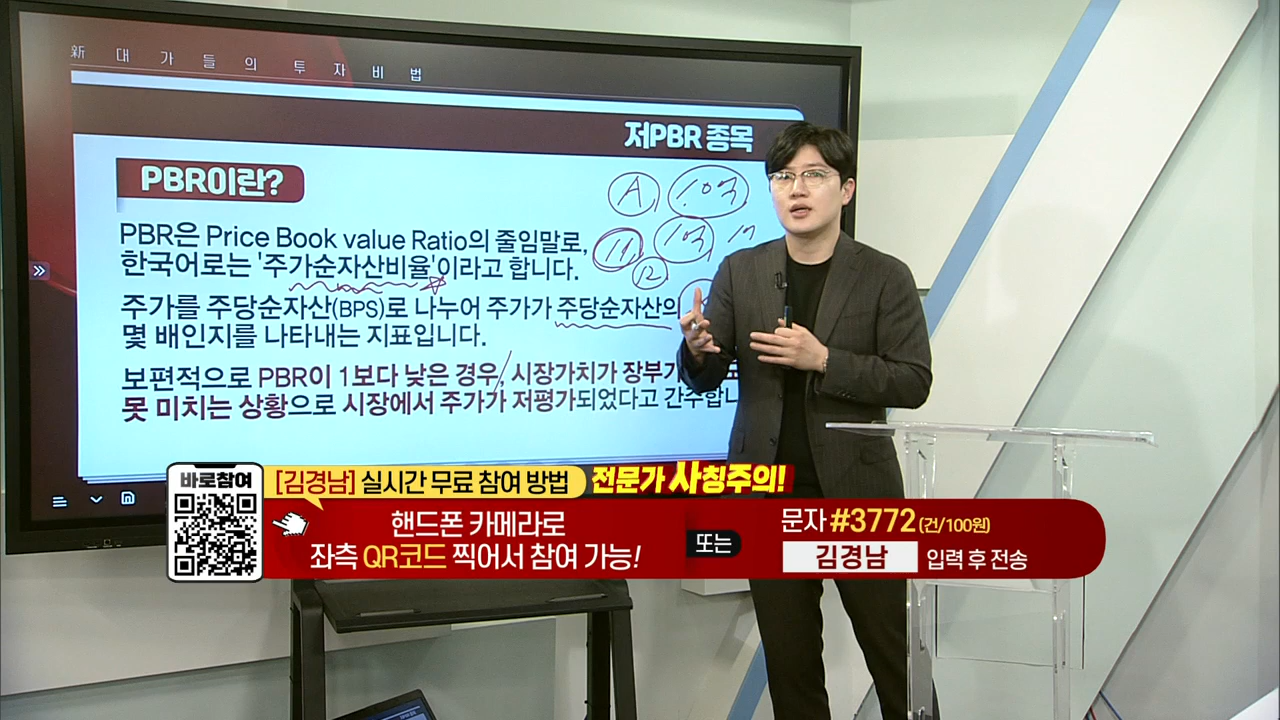 新 대 가 들 의 투 자 비 법
저PBR 종목
PBR이란?
A 10억
PBR은 Price Book value Ratio의 줄임말로,
11 1억
한국어로는 '주가순자산비율'이라고 합니다.
12
주가를 주당순자산(BPS)로 나누어 주가가 주당순자산의
몇 배인지를 나타내는 지표입니다.
보편적으로 PBR이 1보다 낮은 경우, 시장가치가 장부가
못 미치는 상황으로 시장에서 주가가 저평가되었다고 간주합니
바로참여
[김경남] 실시간 무료 참여 방법
전문가 사칭주의!
핸드폰 카메라로
좌측 QR코드 찍어서 참여 가능!
또는
문자 #3772 (건/100원)
김경남 입력 후 전송